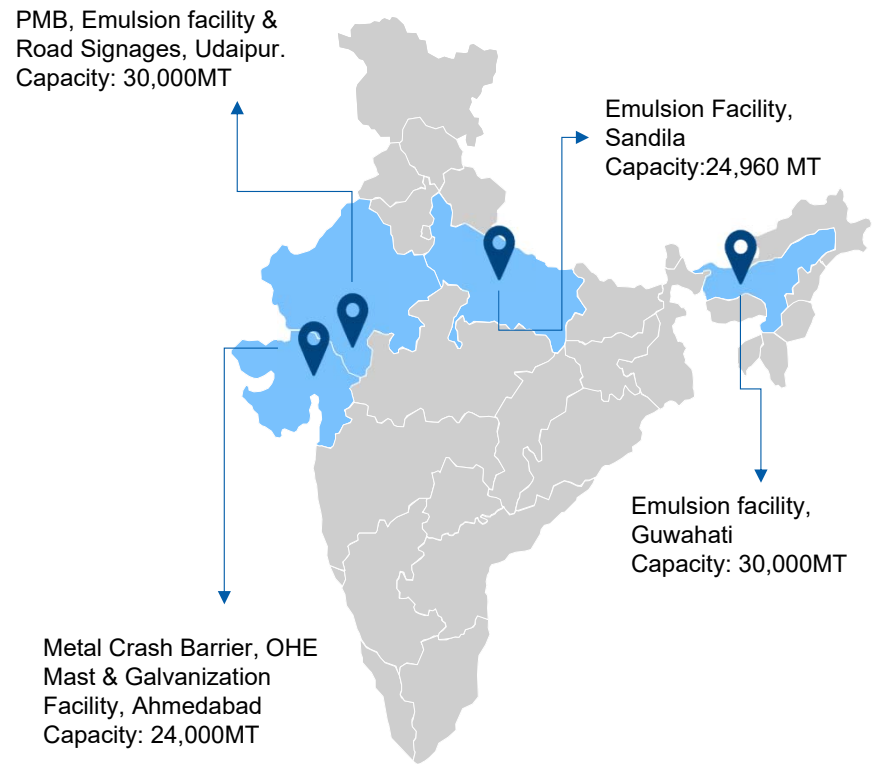 PMB, Emulsion facility &
Road Signages, Udaipur.
Capacity: 30,000MT
Emulsion Facility,
Sandila
Capacity:24,960 MT
Emulsion facility,
Guwahati
Capacity: 30,000MT
Metal Crash Barrier, OHE
Mast & Galvanization
Facility, Ahmedabad
Capacity: 24,000MT